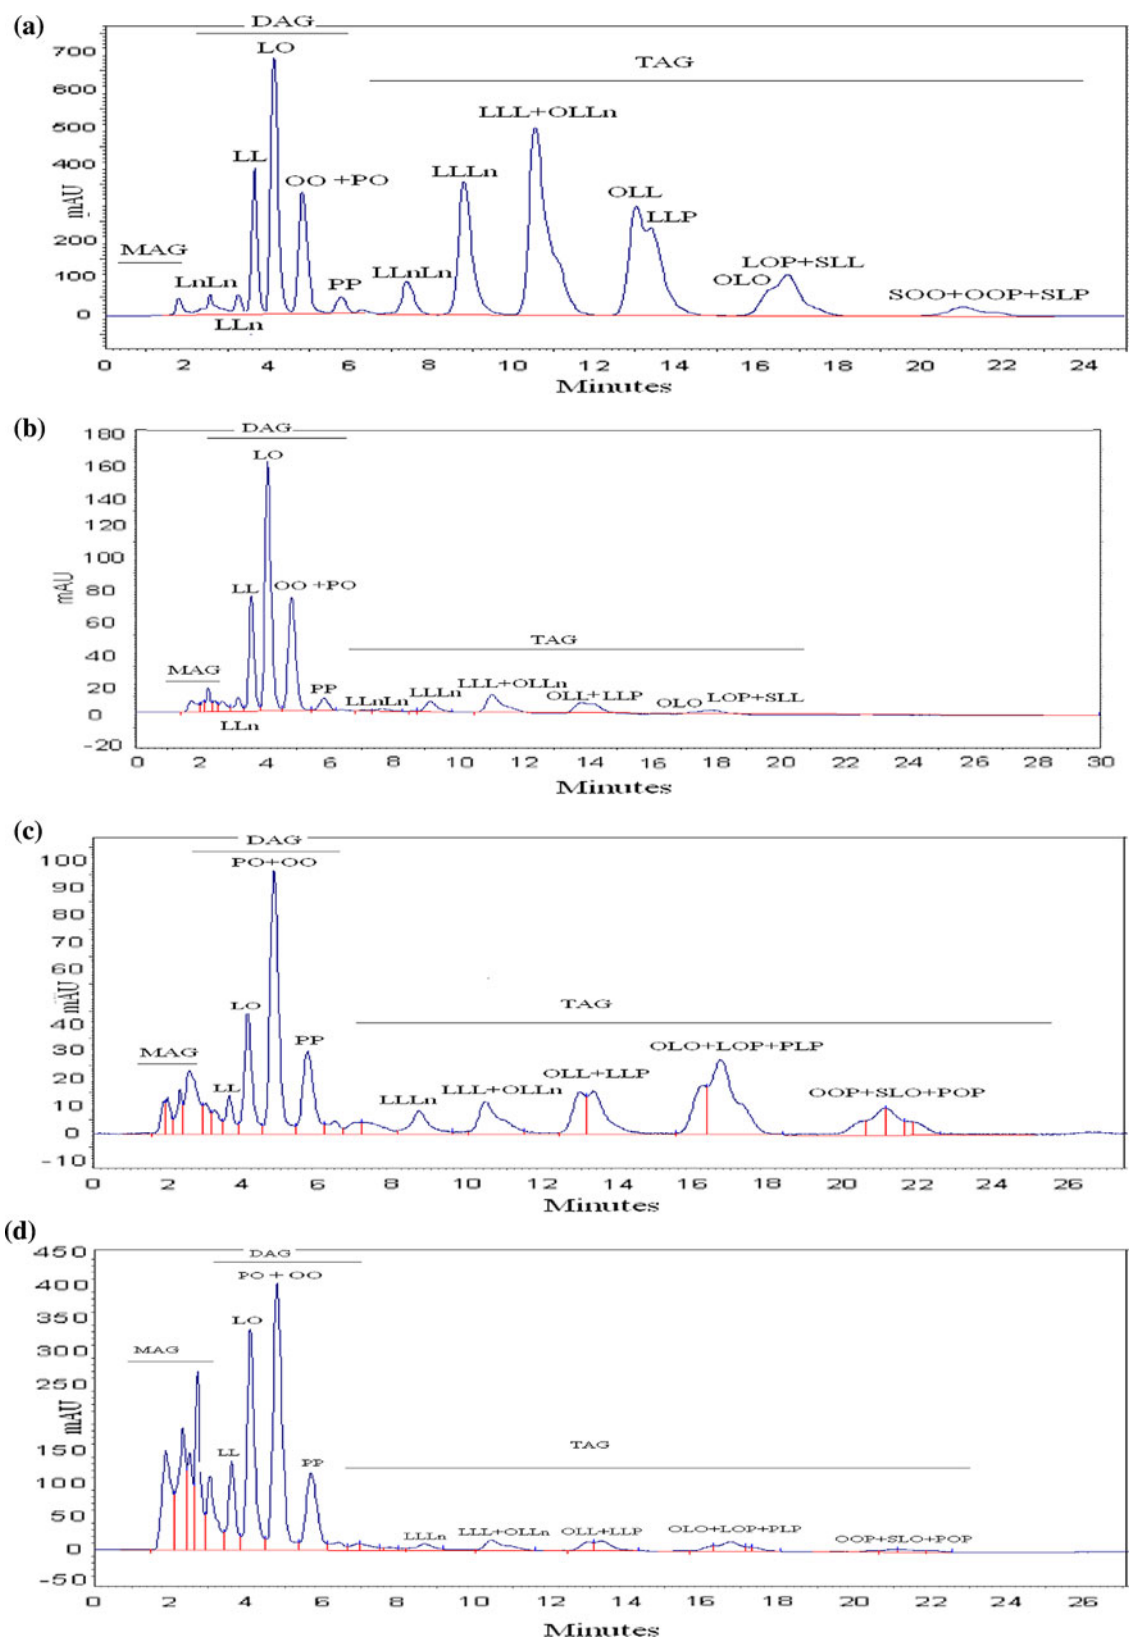 (a)
DAG
LO
TAG
700
600
500
400
200
100
0
mAU
LLL+OLLn
LL
OO +PO
LLLn
OLL
LLP
MAG
LnLn
LLn
PP
LLnLn
LOP+SLL
OLO
SOO+OOP+SLP
0 2 4 6 8 10 12 14 16 18 20 22 24
Minutes
(b)
DAG
LO
180
160
140
120
100
80
60
40
20
0
-20
mAU
LL
OO +PO
TAG
MAG
LLn
PP
LLnLn
LLLn
LLL+OLLn
OLL+LLP
OLO
LOP+SLL
0 2 4 6 8 10 12 14 16 18 20 22 24 26 28 30
Minutes
(c)
DAG
PO+OO
100
90
80
70
60
50
40
30
20
10
0
-10
mAU
LO
TAG
MAG
LL
PP
LLLn
LLL+OLLn
OLL+LLP
OLO+LOP+PLP
OOP+SLO+POP
0 2 4 6 8 10 12 14 16 18 20 22 24 26
Minutes
(d)
DAG
PO + OO
450
400
350
300
250
150
100
50
0
-50
mAU
LO
MAG
LL
PP
TAG
LLLn
LLL+OLLn
OLL+LLP
OLO+LOP+PLP
OOP+SLO+POP
0 2 4 6 8 10 12 14 16 18 20 22 24 26
Minutes